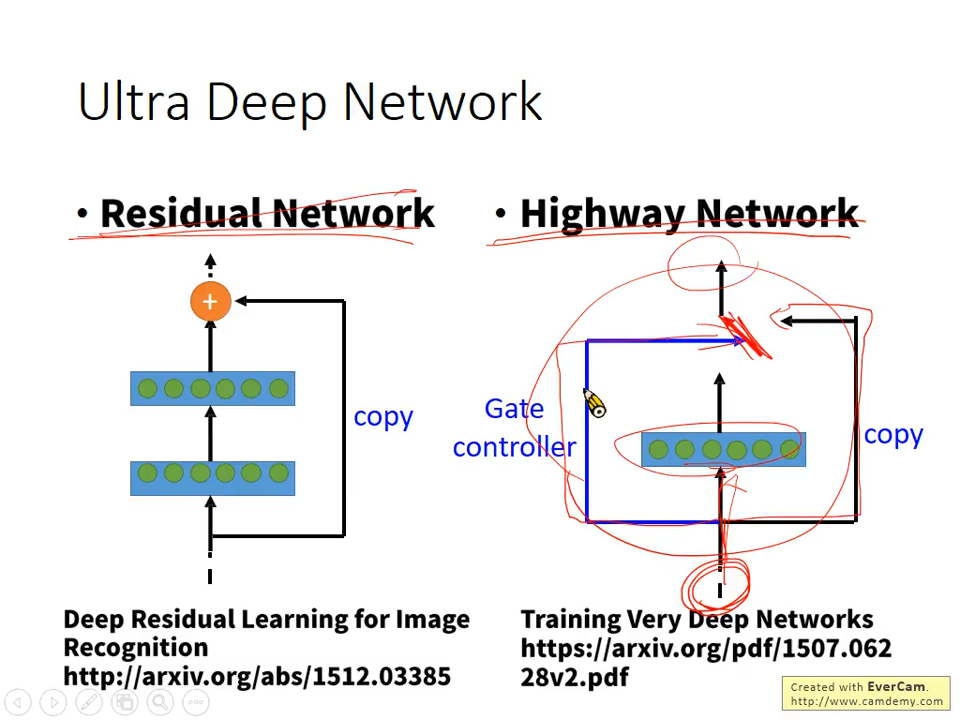 Ultra Deep Network
• Residual Network
+
copy
Deep Residual Learning for Image
Recognition
http://arxiv.org/abs/1512.03385
• Highway Network
Gate
controller
copy
Training Very Deep Networks
https://arxiv.org/pdf/1507.062
28v2.pdf
Created with EverCam.
http://www.camdemy.com